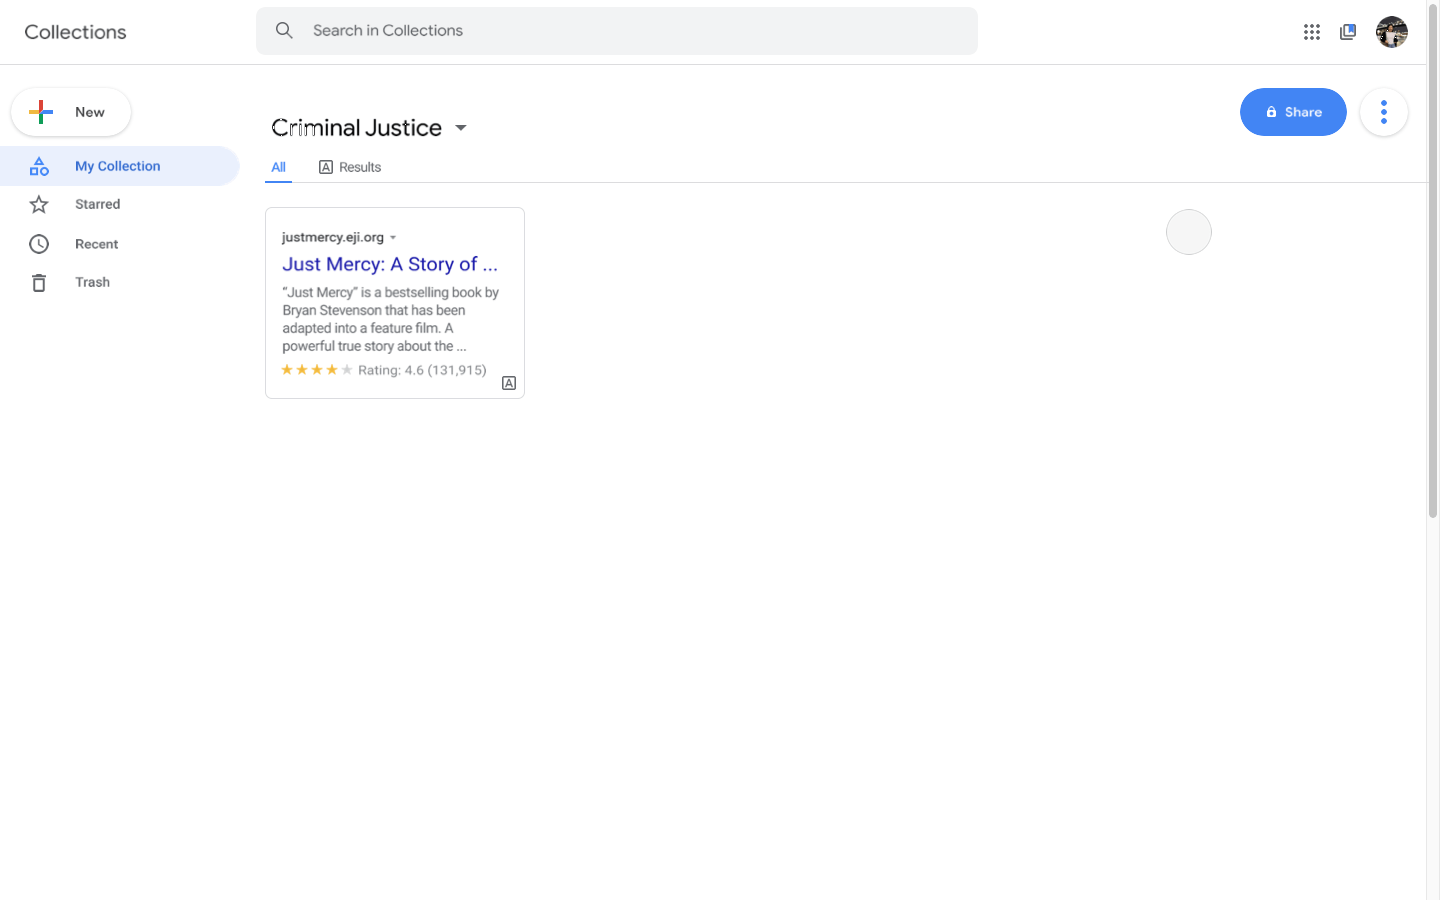 Collections
Search in Collections
New
Share
Criminal Justice
My Collection
All
A Results
Starred
Recent
Trash
justmercy.eji.org
Just Mercy: A Story of ...
“Just Mercy” is a bestselling book by
Bryan Stevenson that has been
adapted into a feature film. A
powerful true story about the ...
Rating: 4.6 (131,915)
A